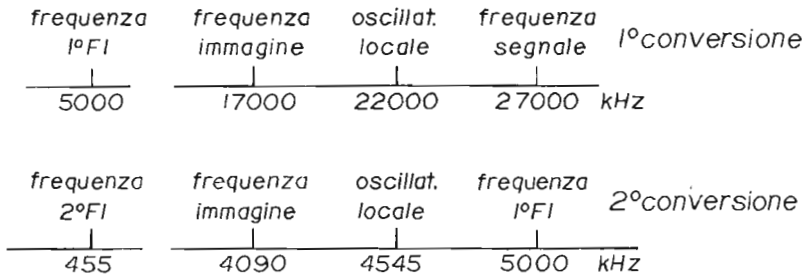 frequenza frequenza oscillat. frequenza
1°FI immagine locale segnale 1°conversione
5000 17000 22000 27000 kHz
frequenza frequenza oscillat. frequenza
2°FI immagine locale 1°FI 2°conversione
455 4090 4545 5000 kHz